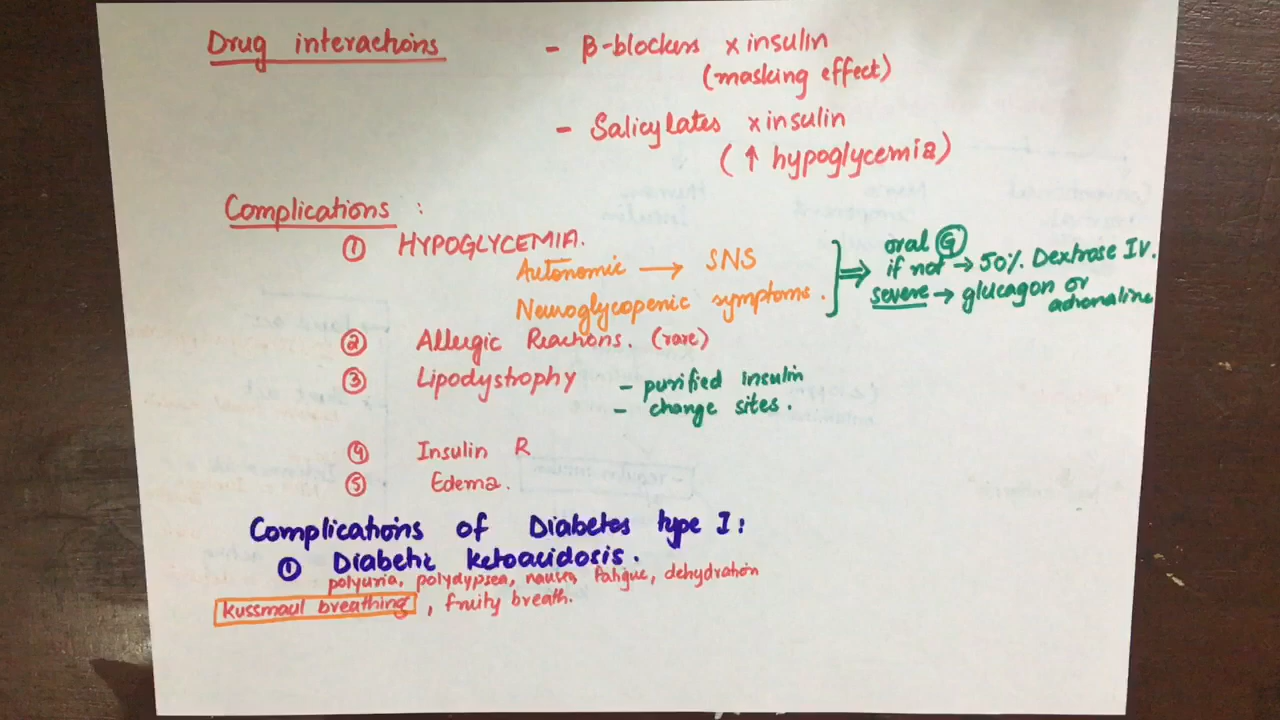 Drug interactions
- β-blockers x insulin
(masking effect)
- Salicylates x insulin
(↑ hypoglycemia)
Complications :
① HYPOGLYCEMIA.
Autonomic → SNS
Neuroglycopenic symptoms.
oral G
if not → 50% Dextrose IV.
severe → glucagon or
adrenaline
② Allergic Reactions. (rare)
③ Lipodystrophy
- purified insulin
- change sites.
④ Insulin R
⑤ Edema.
Complications of Diabetes type I:
① Diabetic ketoacidosis.
polyuria, polydypsea, nausea, fatigue, dehydration
kussmaul breathing, fruity breath.